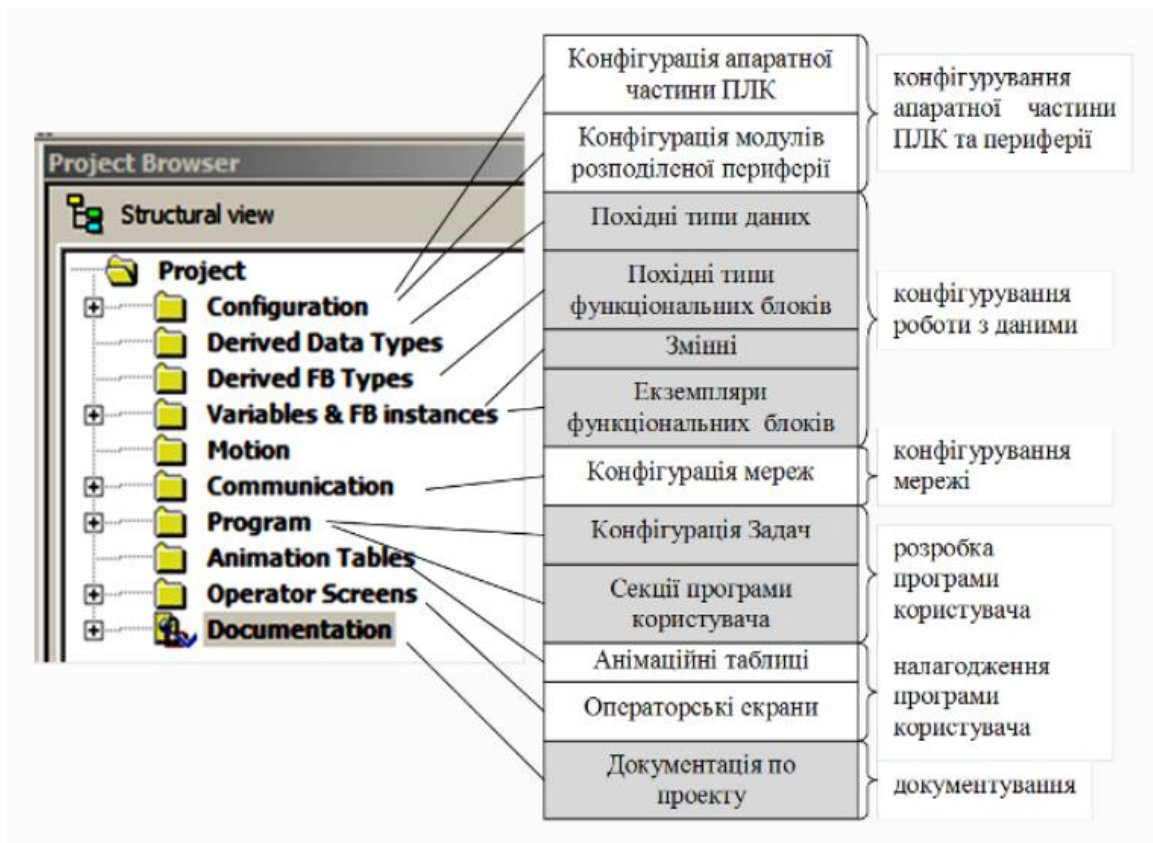 Project Browser
Structural view
Project
Configuration
Derived Data Types
Derived FB Types
Variables & FB instances
Motion
Communication
Program
Animation Tables
Operator Screens
Documentation
Конфігурація апаратної
частини ПЛК
Конфігурація модулів
розподіленої периферії
Похідні типи даних
Похідні типи
функціональних блоків
Змінні
Екземпляри
функціональних блоків
Конфігурація мереж
Конфігурація Задач
Секції програми
користувача
Анімаційні таблиці
Операторські екрани
Документація по
проекту
конфігурування
апаратної частини
ПЛК та периферії
конфігурування
роботи з даними
конфігурування
мережі
розробка
програми
користувача
налагодження
програми
користувача
документування